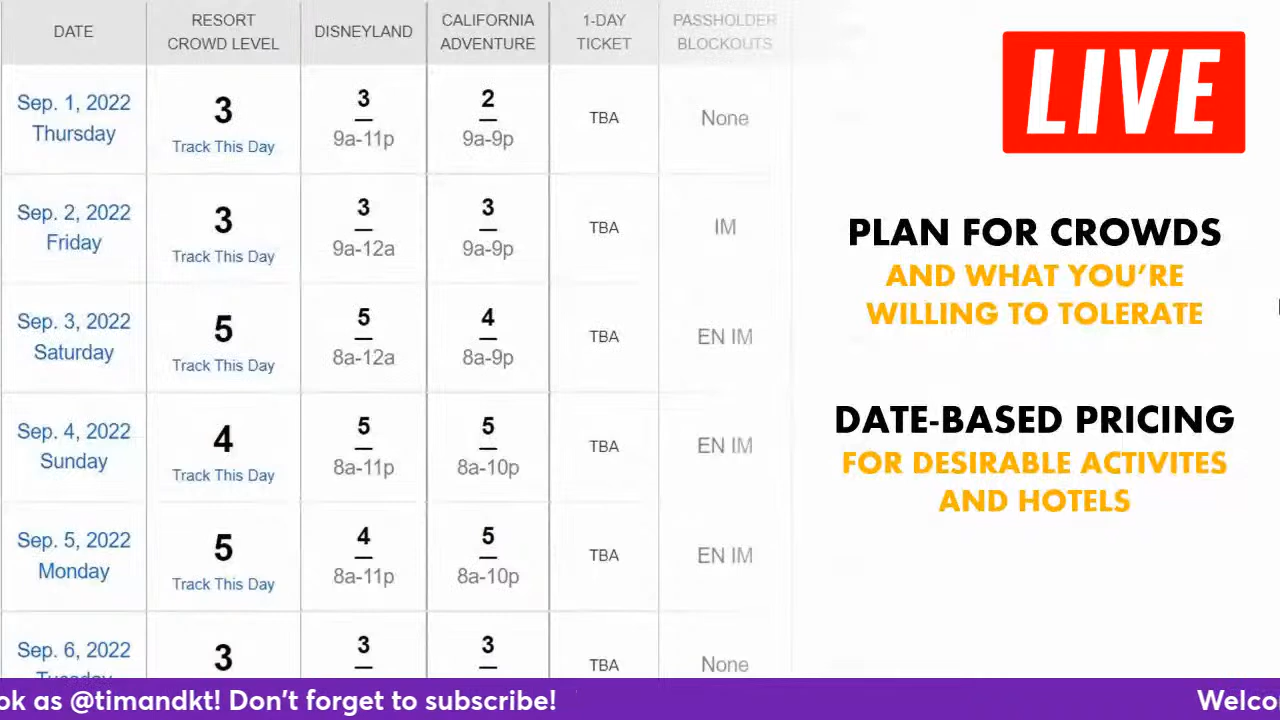 DATE
RESORT
CROWD LEVEL
DISNEYLAND
CALIFORNIA
ADVENTURE
1-DAY
TICKET
PASSHOLDER
BLOCKOUTS
Sep. 1, 2022
Thursday
3
Track This Day
3
9a-11p
2
9a-9p
TBA
None
Sep. 2, 2022
Friday
3
Track This Day
3
9a-12a
3
9a-9p
TBA
IM
Sep. 3, 2022
Saturday
5
Track This Day
5
8a-12a
4
8a-9p
TBA
EN IM
Sep. 4, 2022
Sunday
4
Track This Day
5
8a-11p
5
8a-10p
TBA
EN IM
Sep. 5, 2022
Monday
5
Track This Day
4
8a-11p
5
8a-10p
TBA
EN IM
Sep. 6, 2022
Tuesday
3
3
3
TBA
None
LIVE
PLAN FOR CROWDS
AND WHAT YOU'RE
WILLING TO TOLERATE
DATE-BASED PRICING
FOR DESIRABLE ACTIVITES
AND HOTELS
ok as @timandkt! Don't forget to subscribe!
Welco